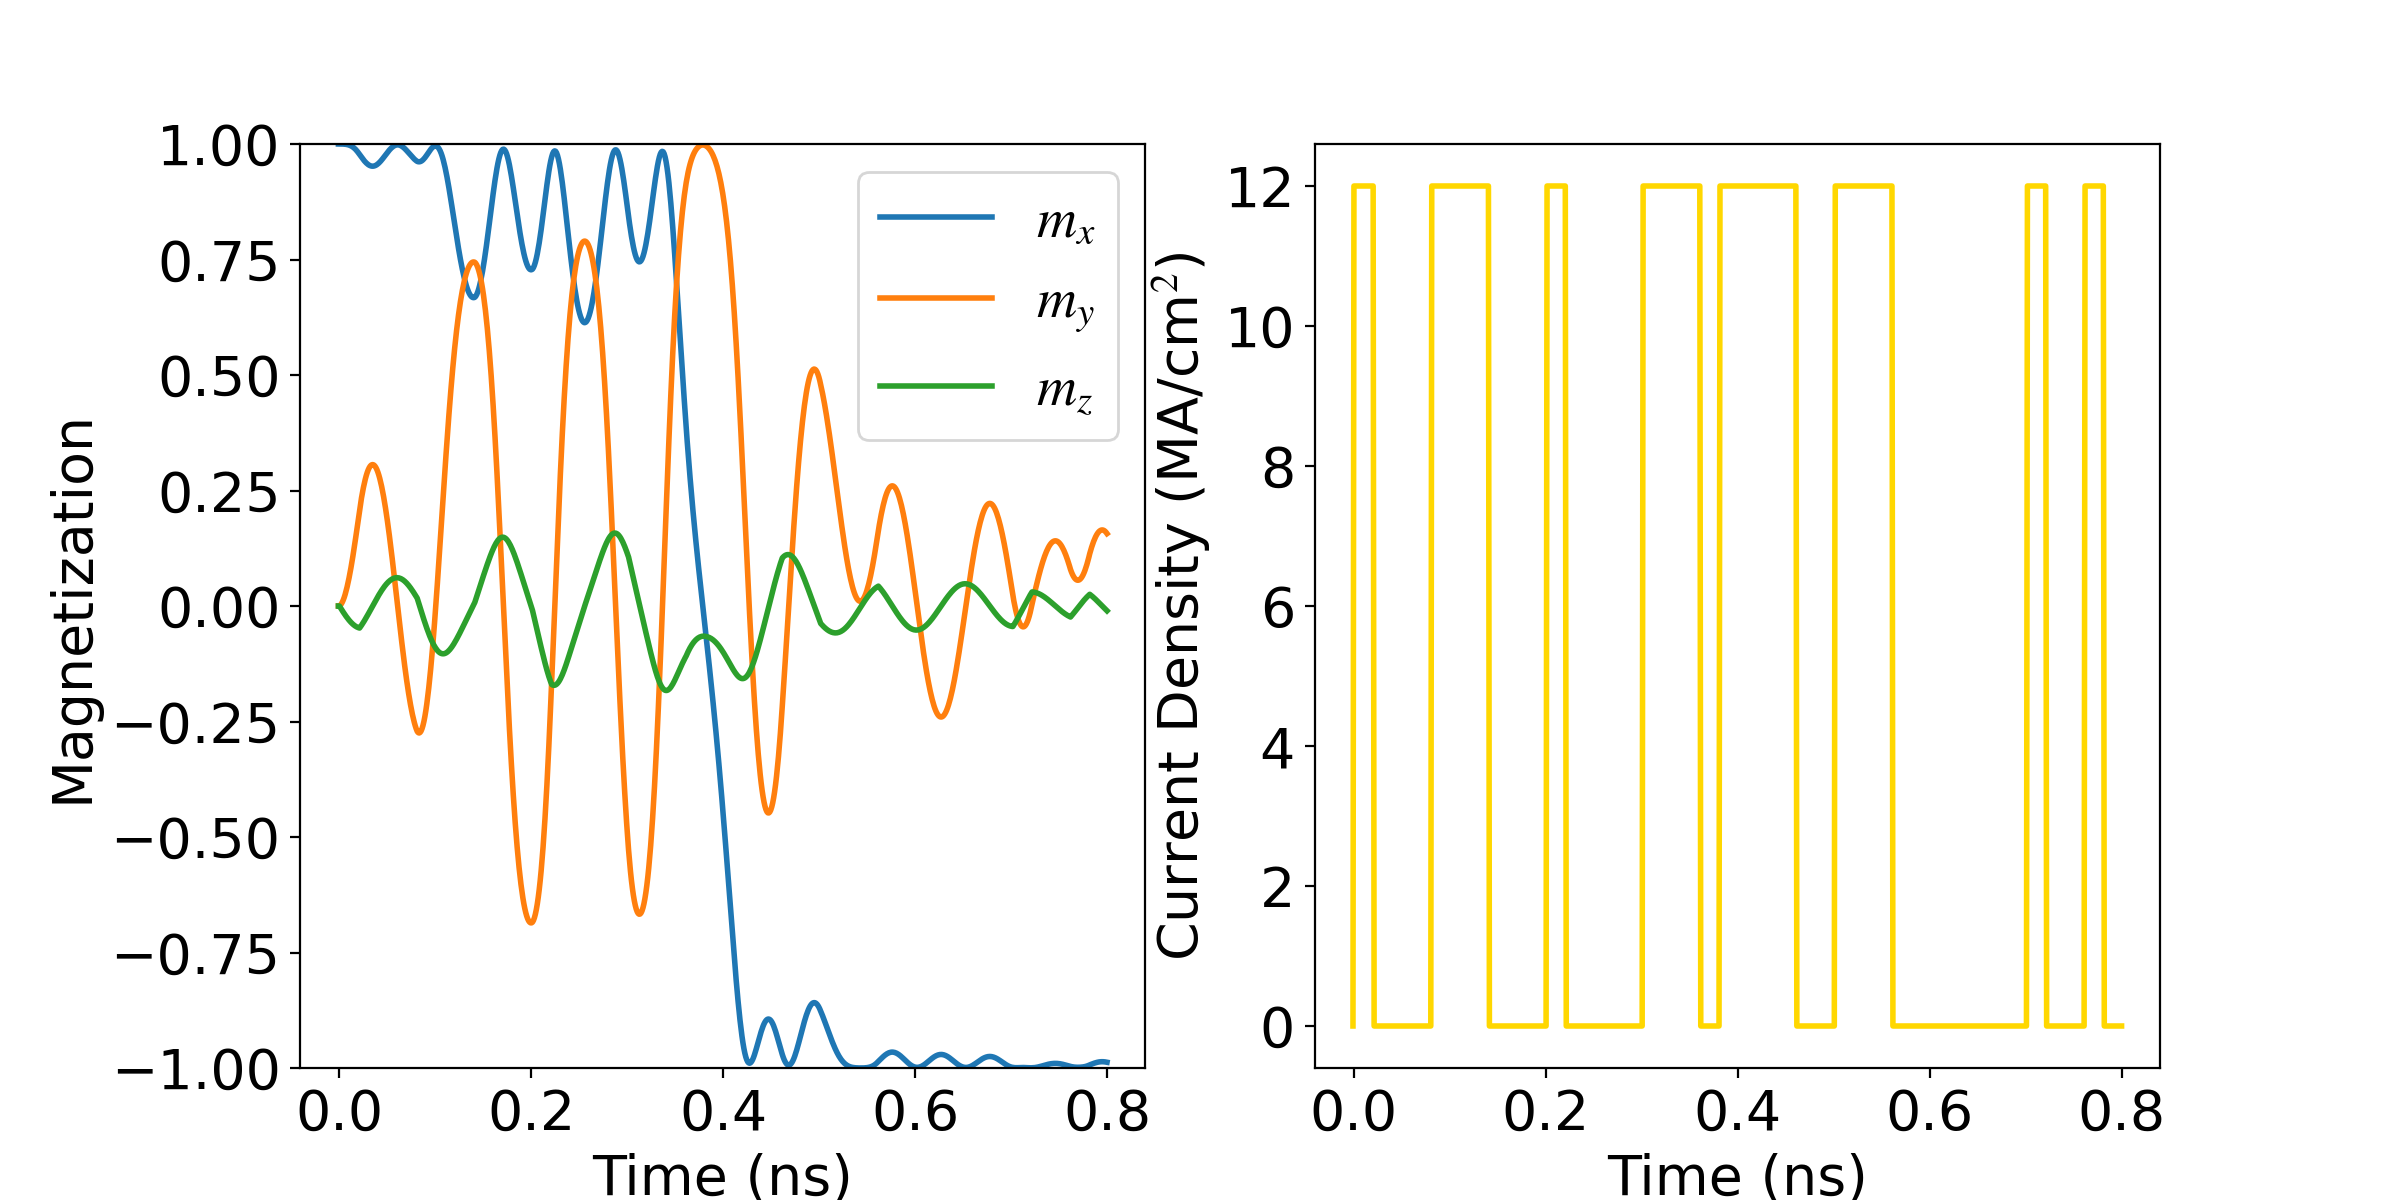 Magnetization
1.00
0.75
0.50
0.25
0.00
−0.25
−0.50
−0.75
−1.00
0.0 0.2 0.4 0.6 0.8
Time (ns)
m_x
m_y
m_z
Current Density (MA/cm²)
12
10
8
6
4
2
0
0.0 0.2 0.4 0.6 0.8
Time (ns)